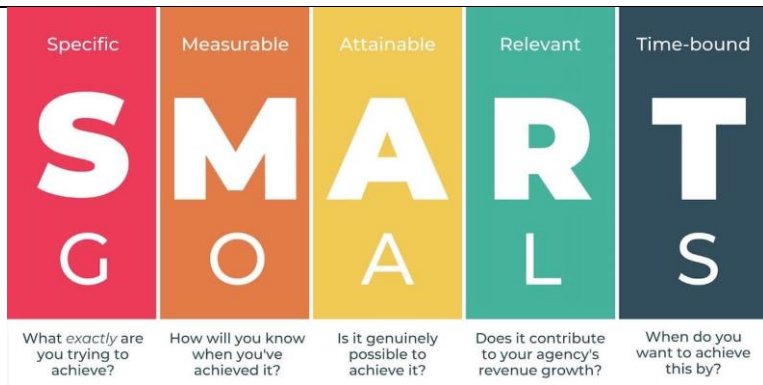 Specific
Measurable
Attainable
Relevant
Time-bound
S M A R T
G O A L S
What exactly are
you trying to
achieve?
How will you know
when you've
achieved it?
Is it genuinely
possible to
achieve it?
Does it contribute
to your agency's
revenue growth?
When do you
want to achieve
this by?